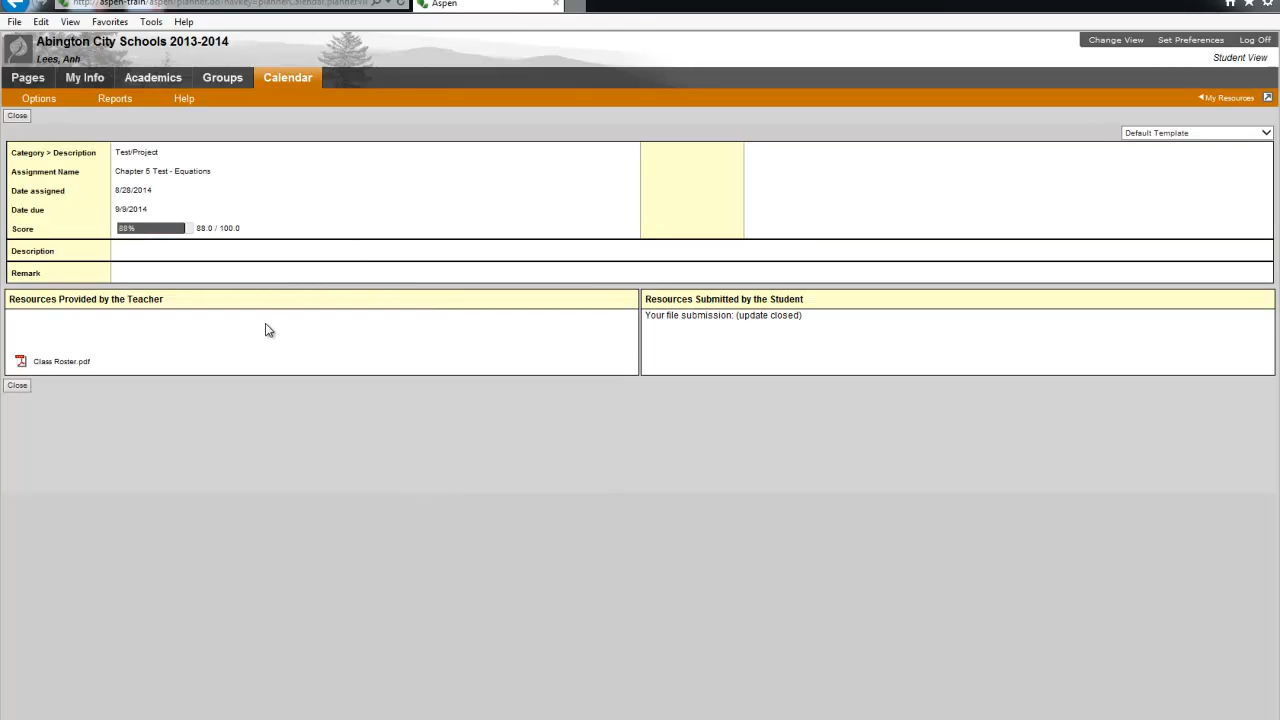 Aspen
File Edit View Favorites Tools Help
Abington City Schools 2013-2014
Change View Set Preferences Log Off
Lees, Anh
Student View
Pages My Info Academics Groups Calendar
Options Reports Help
My Resources
Close
Default Template
Category > Description Test/Project
Assignment Name Chapter 5 Test - Equations
Date assigned 8/28/2014
Date due 9/9/2014
Score 88% 88.0 / 100.0
Description
Remark
Resources Provided by the Teacher
Resources Submitted by the Student
Your file submission: (update closed)
Class Roster.pdf
Close